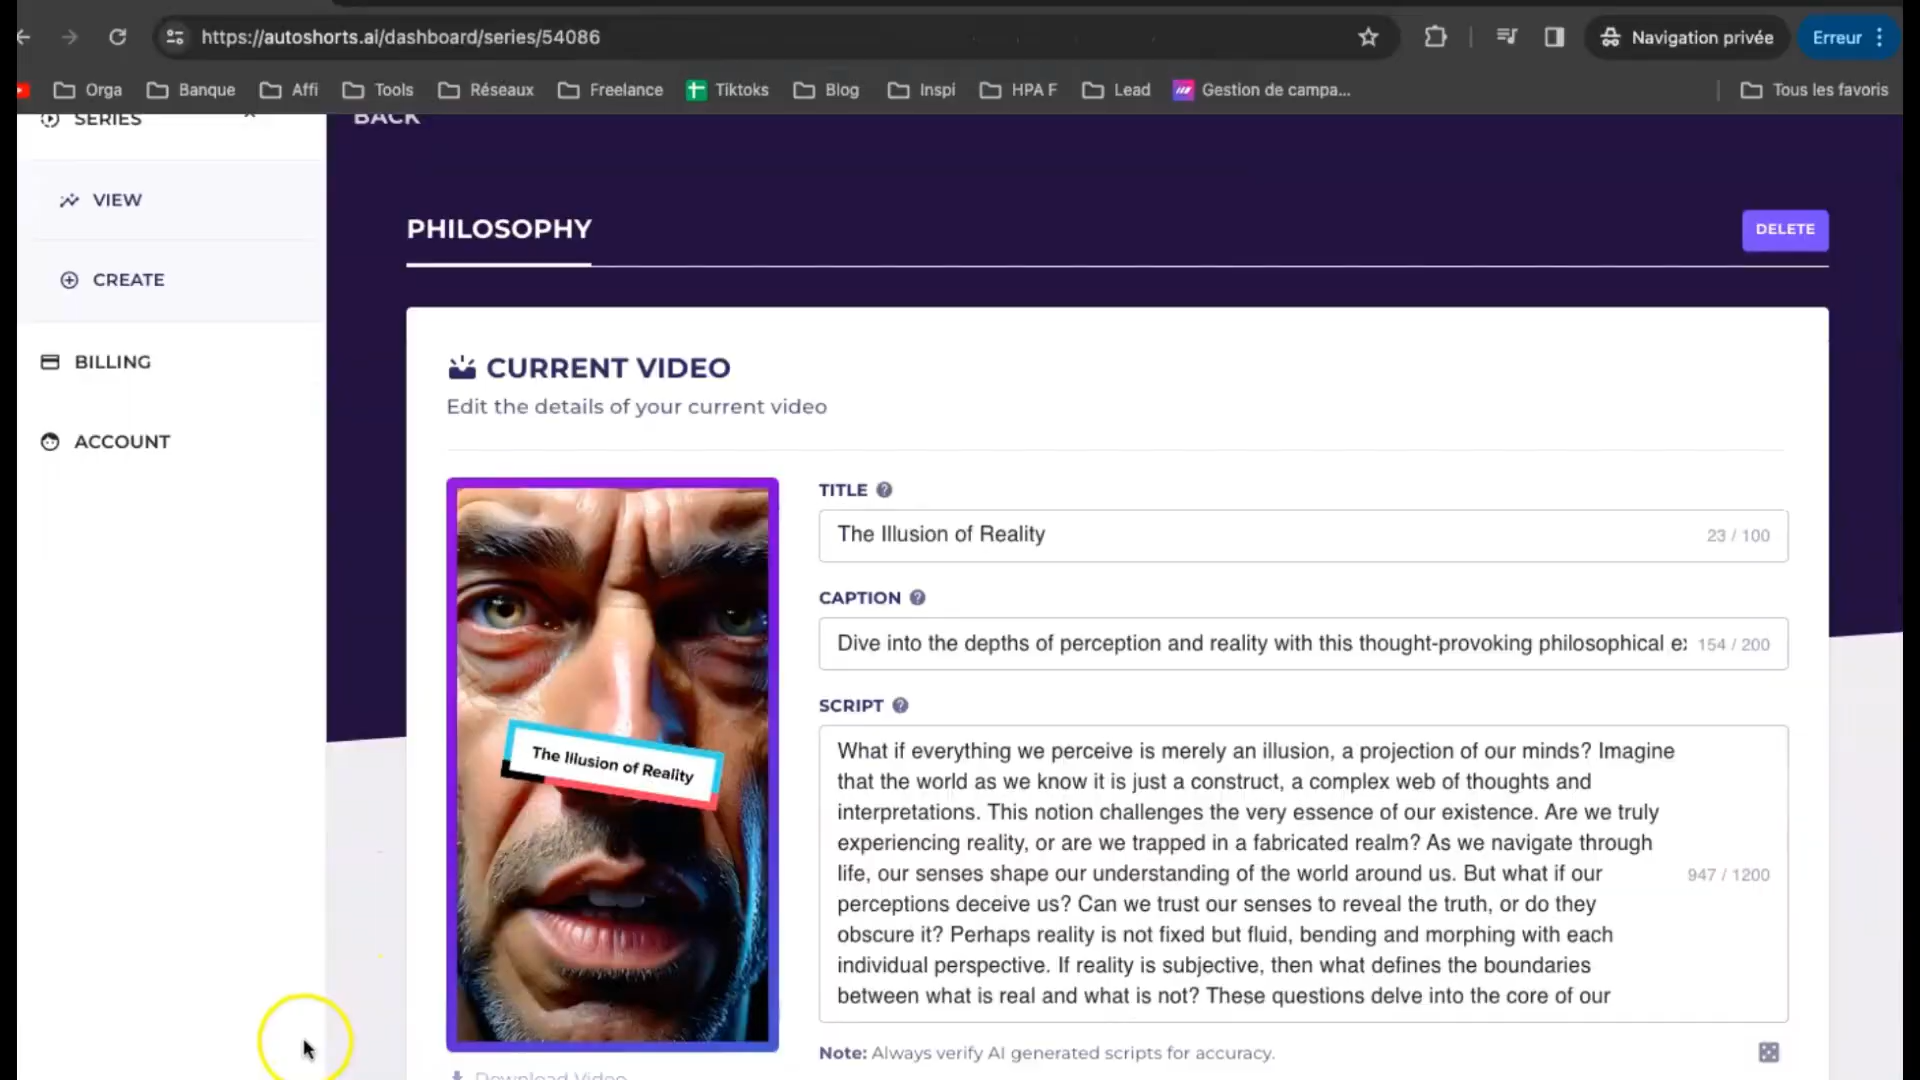 https://autoshorts.ai/dashboard/series/54086
Navigation privée
Erreur
Orga
Banque
Affi
Tools
Réseaux
Freelance
Tiktoks
Blog
Inspi
HPA F
Lead
Gestion de campa...
Tous les favoris
SERIES
BACK
VIEW
CREATE
BILLING
ACCOUNT
PHILOSOPHY
DELETE
CURRENT VIDEO
Edit the details of your current video
The Illusion of Reality
TITLE
The Illusion of Reality
23 / 100
CAPTION
Dive into the depths of perception and reality with this thought-provoking philosophical e
154 / 200
SCRIPT
What if everything we perceive is merely an illusion, a projection of our minds? Imagine
that the world as we know it is just a construct, a complex web of thoughts and
interpretations. This notion challenges the very essence of our existence. Are we truly
experiencing reality, or are we trapped in a fabricated realm? As we navigate through
life, our senses shape our understanding of the world around us. But what if our
perceptions deceive us? Can we trust our senses to reveal the truth, or do they
obscure it? Perhaps reality is not fixed but fluid, bending and morphing with each
individual perspective. If reality is subjective, then what defines the boundaries
between what is real and what is not? These questions delve into the core of our
947 / 1200
Note: Always verify AI generated scripts for accuracy.
Download Video